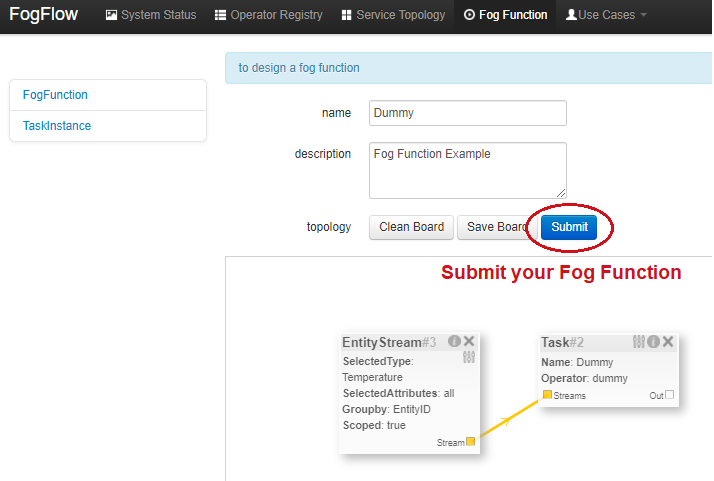 FogFlow System Status Operator Registry Service Topology Fog Function Use Cases
to design a fog function
FogFunction
TaskInstance
name Dummy
description Fog Function Example
topology Clean Board Save Board Submit
Submit your Fog Function
EntityStream#3
SelectedType:
Temperature
SelectedAttributes: all
Groupby: EntityID
Scoped: true
Stream
Task#2
Name: Dummy
Operator: dummy
Streams Out